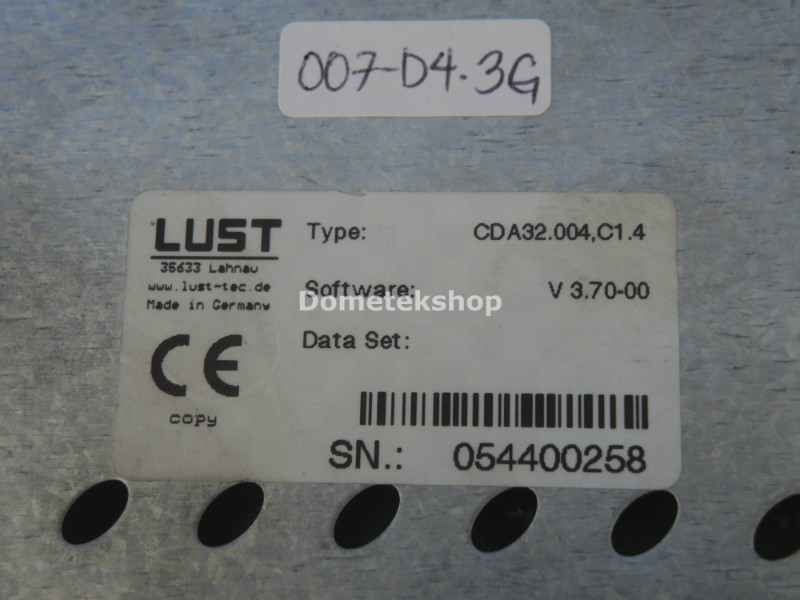 007-D4.3G
LUST
35633 Lahnau
www.lust-tec.de
Made in Germany
CE
copy
Type: CDA32.004,C1.4
Software: V 3.70-00
Dometekshop
Data Set:
SN.: 054400258